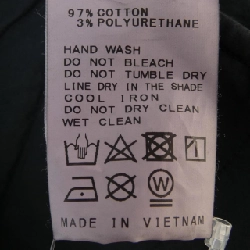 97% COTTON
3% POLYURETHANE
HAND WASH
DO NOT BLEACH
DO NOT TUMBLE DRY
LINE DRY IN THE SHADE
COOL IRON
DO NOT DRY CLEAN
WET CLEAN
W
MADE IN VIETNAM